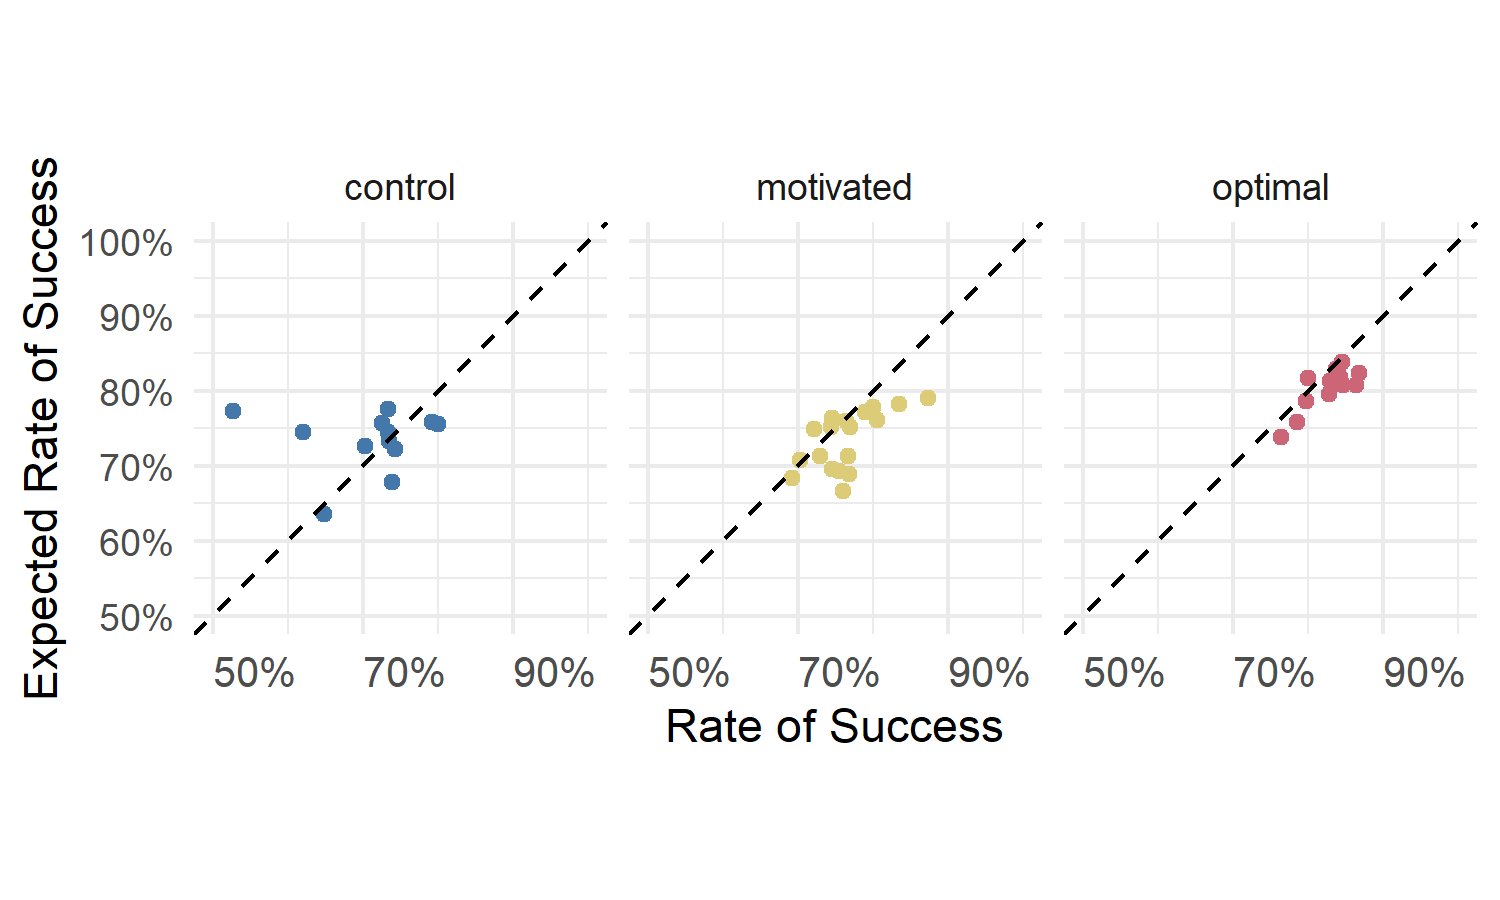 control motivated optimal
Expected Rate of Success
100%
90%
80%
70%
60%
50%
50% 70% 90% 50% 70% 90% 50% 70% 90%
Rate of Success